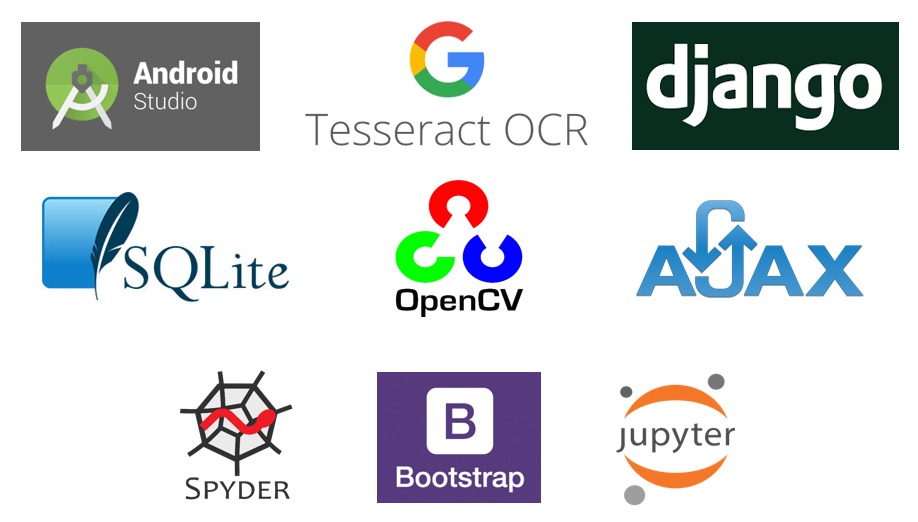 Android
Studio
G
Tesseract OCR
django
SQLite
OpenCV
AJAX
SPYDER
B
Bootstrap
jupyter